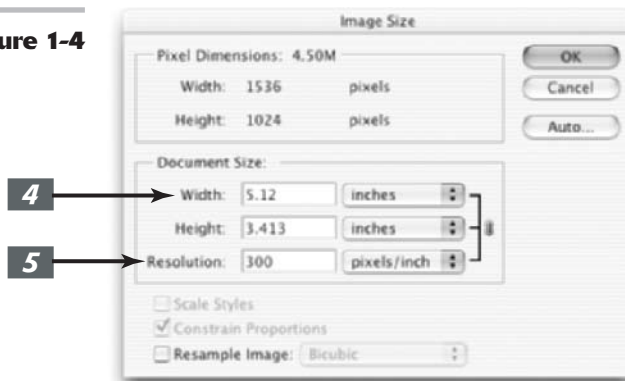 ure 1-4
Image Size
Pixel Dimensions: 4.50M
Width: 1536 pixels
Height: 1024 pixels
OK
Cancel
Auto...
Document Size:
4 Width: 5.12 inches
Height: 3.413 inches
5 Resolution: 300 pixels/inch
Scale Styles
Constrain Proportions
Resample Image: Bicubic